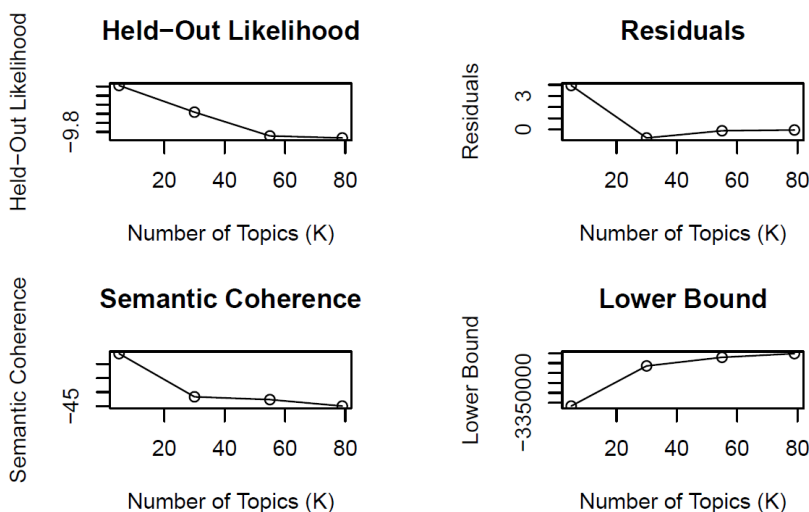 Held−Out Likelihood
Held−Out Likelihood
−9.8
20 40 60 80
Number of Topics (K)
Residuals
Residuals
3
0
20 40 60 80
Number of Topics (K)
Semantic Coherence
Semantic Coherence
−45
20 40 60 80
Number of Topics (K)
Lower Bound
Lower Bound
−3350000
20 40 60 80
Number of Topics (K)